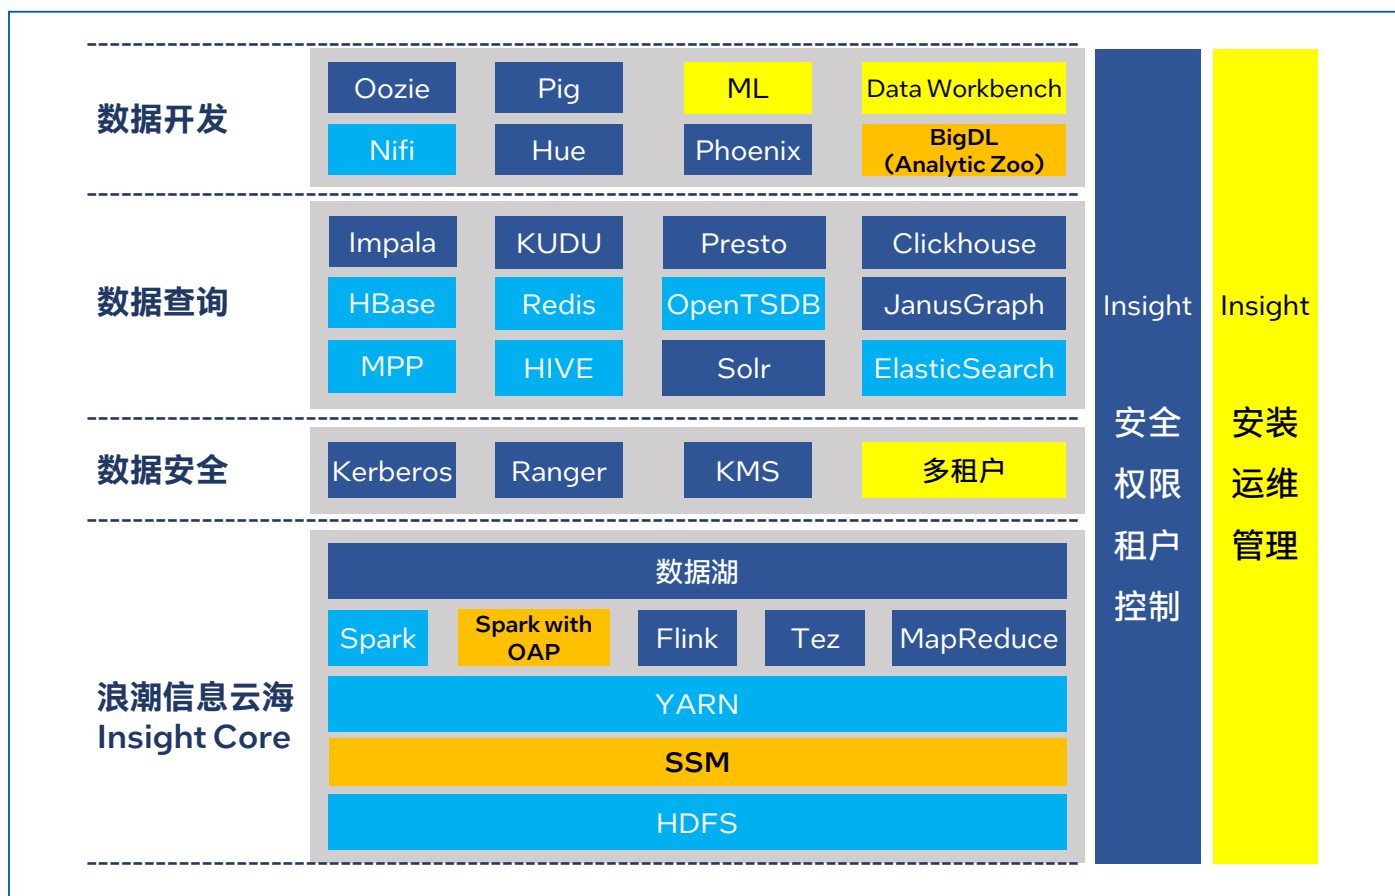 数据开发
Oozie
Pig
ML
Data Workbench
Nifi
Hue
Phoenix
BigDL
(Analytic Zoo)
数据查询
Impala
KUDU
Presto
Clickhouse
HBase
Redis
OpenTSDB
JanusGraph
MPP
HIVE
Solr
ElasticSearch
数据安全
Kerberos
Ranger
KMS
多租户
浪潮信息云海
Insight Core
数据湖
Spark
Spark with
OAP
Flink
Tez
MapReduce
YARN
SSM
HDFS
Insight
安全
权限
租户
控制
Insight
安装
运维
管理